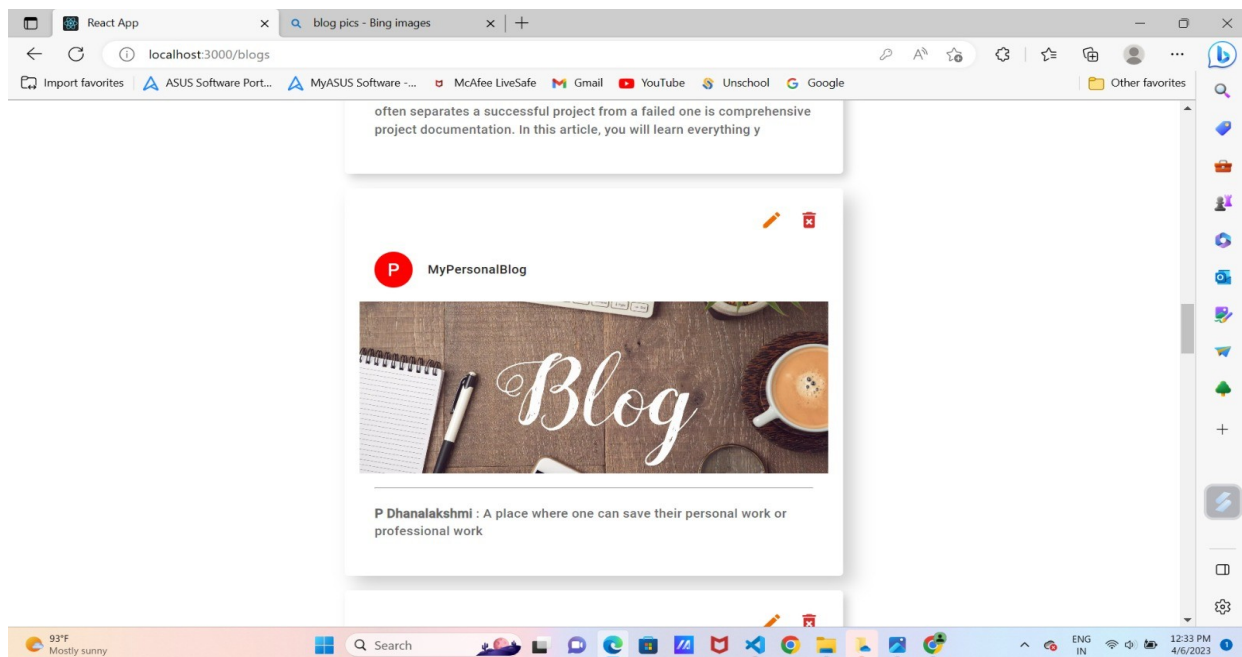 React App
blog pics - Bing images
localhost:3000/blogs
Import favorites
ASUS Software Port...
MyASUS Software -...
McAfee LiveSafe
Gmail
YouTube
Unschool
Google
Other favorites
often separates a successful project from a failed one is comprehensive
project documentation. In this article, you will learn everything y
P
MyPersonalBlog
Blog
P Dhanalakshmi : A place where one can save their personal work or
professional work
93°F
Mostly sunny
Search
ENG
IN
12:33 PM
4/6/2023
1